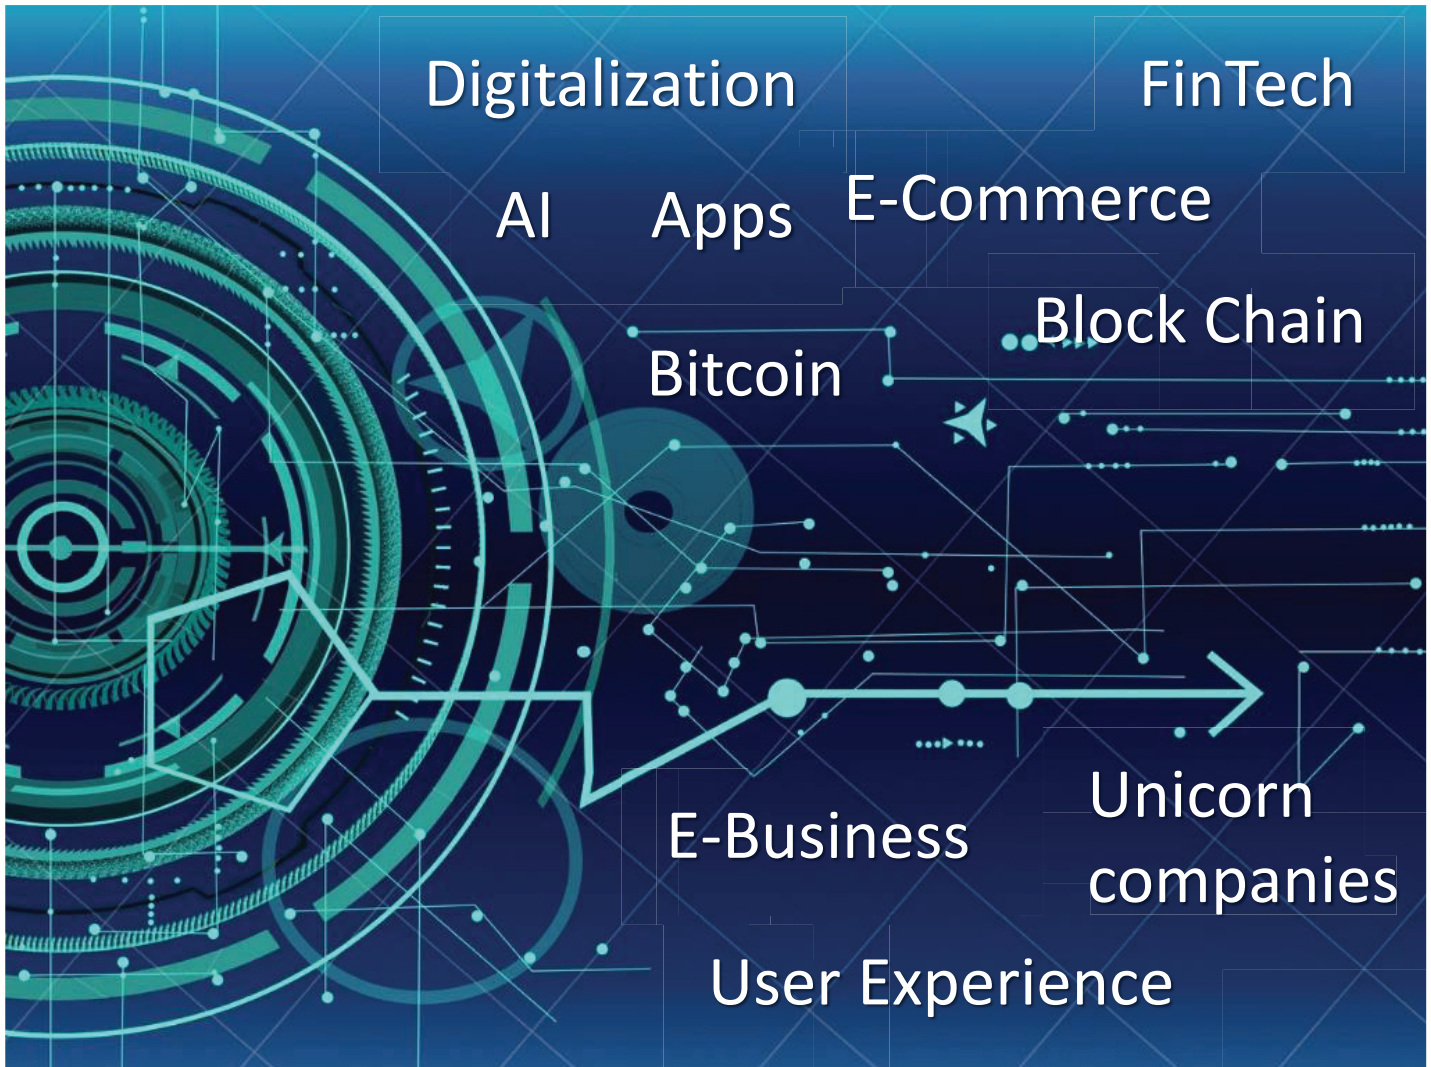 Digitalization
FinTech
AI
Apps
E-Commerce
Block Chain
Bitcoin
E-Business
Unicorn
companies
User Experience